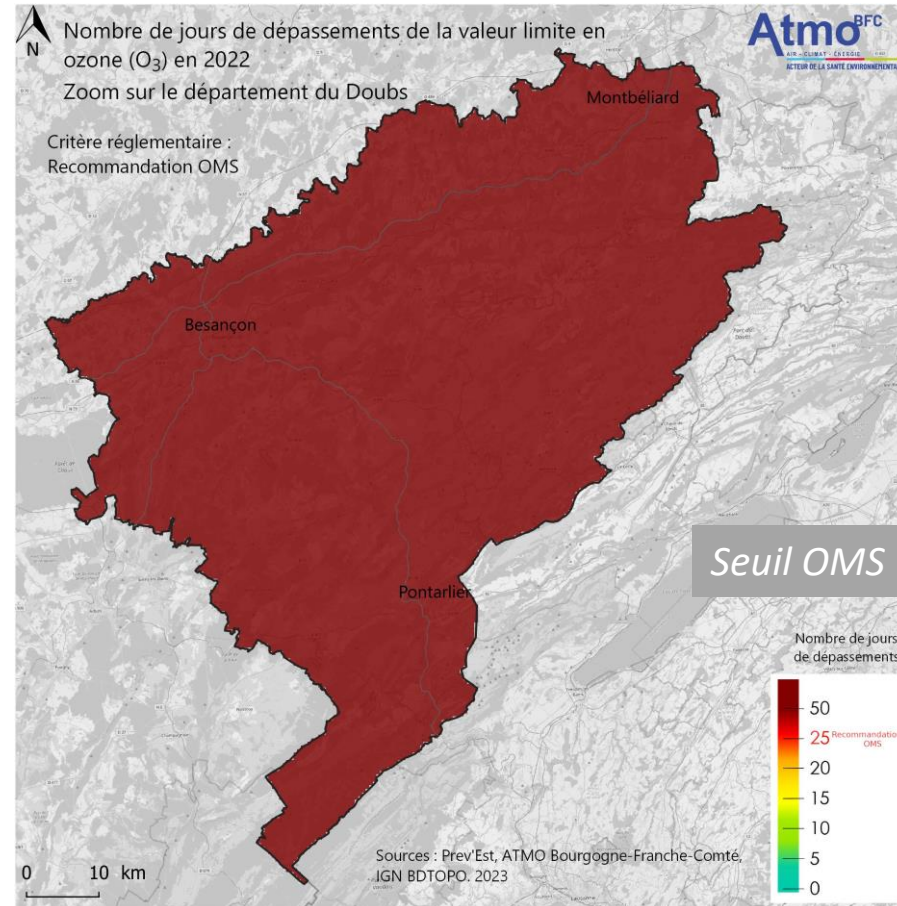 N
Nombre de jours de dépassements de la valeur limite en
ozone (O₃) en 2022
Zoom sur le département du Doubs
Critère réglementaire :
Recommandation OMS
Atmo BFC
AIR - CLIMAT - ÉNERGIE
ACTEUR DE LA SANTÉ ENVIRONNEMENTA
Montbéliard
Besançon
Pontarlier
Seuil OMS
Nombre de jours
de dépassements
50
25 Recommandation
OMS
20
15
10
5
0
Sources : Prev'Est, ATMO Bourgogne-Franche-Comté,
IGN BDTOPO. 2023
0 10 km